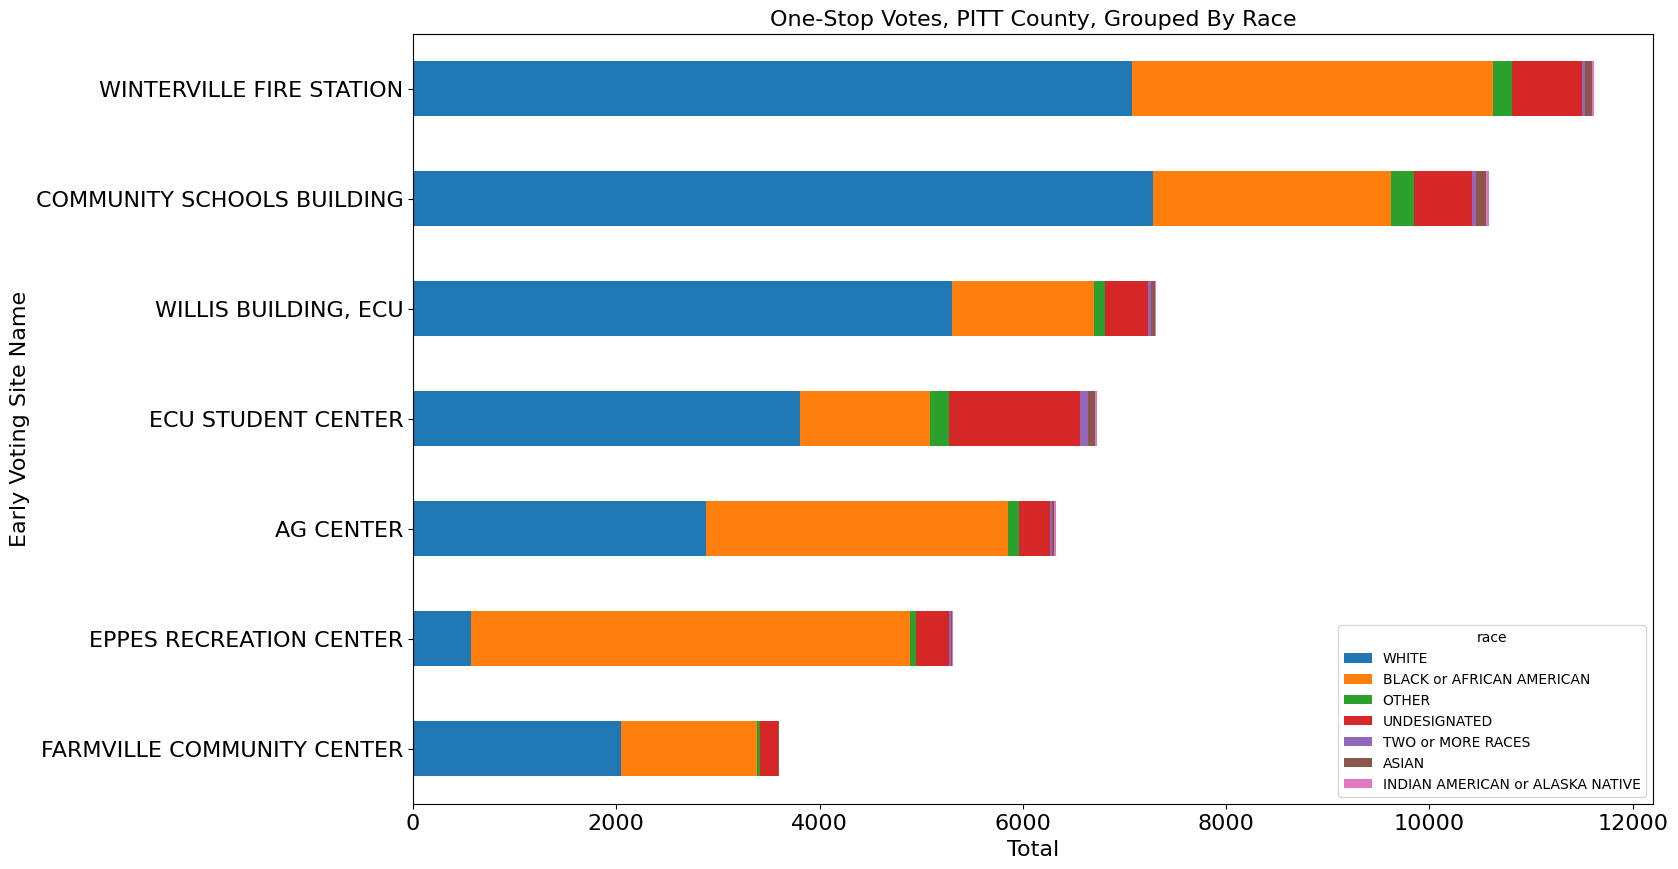 One-Stop Votes, PITT County, Grouped By Race
Early Voting Site Name
WINTERVILLE FIRE STATION
COMMUNITY SCHOOLS BUILDING
WILLIS BUILDING, ECU
ECU STUDENT CENTER
AG CENTER
EPPES RECREATION CENTER
FARMVILLE COMMUNITY CENTER
race
WHITE
BLACK or AFRICAN AMERICAN
OTHER
UNDESIGNATED
TWO or MORE RACES
ASIAN
INDIAN AMERICAN or ALASKA NATIVE
0 2000 4000 6000 8000 10000 12000
Total